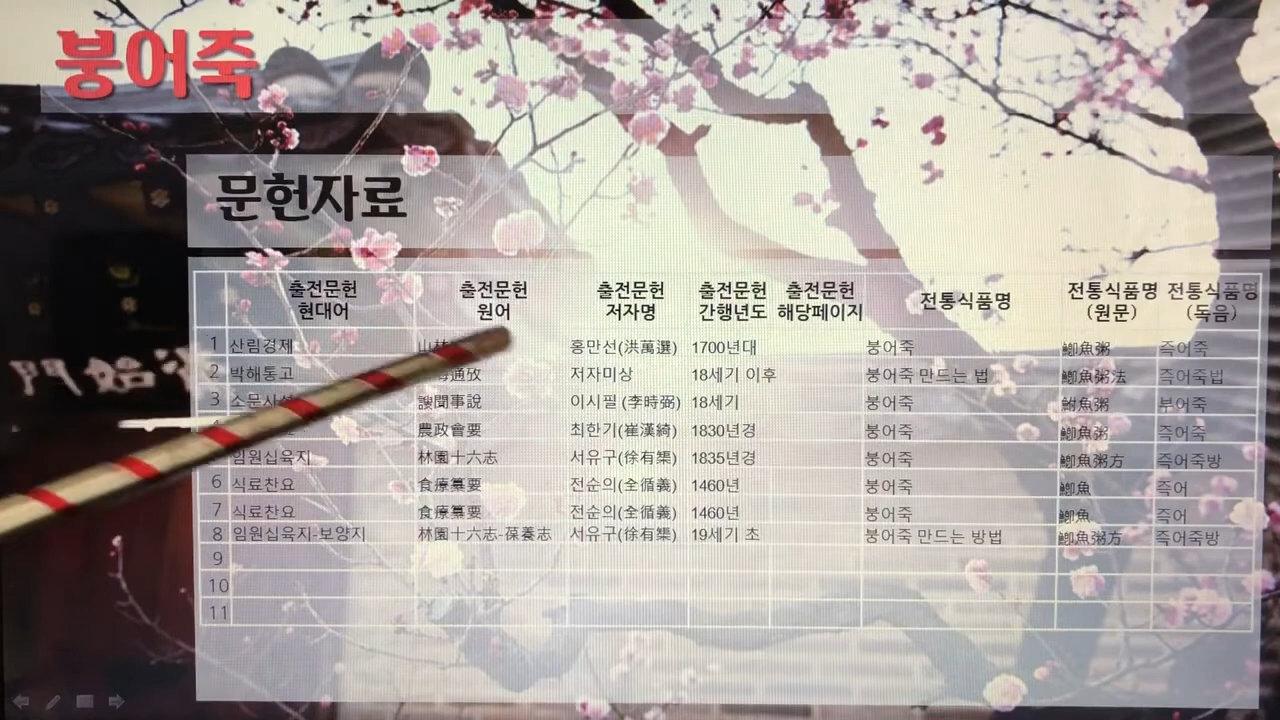 붕어죽
문헌자료
출전문헌 현대어 출전문헌 원어 출전문헌 저자명 출전문헌 간행년도 출전문헌 해당페이지 전통식품명 전통식품명 (원문) 전통식품명 (독음)
1 산림경제 山林 홍만선(洪萬選) 1700년대 붕어죽 鯽魚粥 즉어죽
2 박해통고 通攷 저자미상 18세기 이후 붕어죽 만드는 법 鯽魚粥法 즉어죽법
3 소문사설 謏聞事說 이시필 (李時弼) 18세기 붕어죽 鮒魚粥 부어죽
農政會要 최한기(崔漢綺) 1830년경 붕어죽 鯽魚粥 즉어죽
임원십육지 林園十六志 서유구(徐有榘) 1835년경 붕어죽 鯽魚粥方 즉어죽방
6 식료찬요 食療纂要 전순의(全循義) 1460년 붕어죽 鯽魚 즉어
7 식료찬요 食療纂要 전순의(全循義) 1460년 붕어죽 鯽魚 즉어
8 임원십육지-보양지 林園十六志-葆養志 서유구(徐有榘) 19세기 초 붕어죽 만드는 방법 鯽魚粥方 즉어죽방
9
10
11